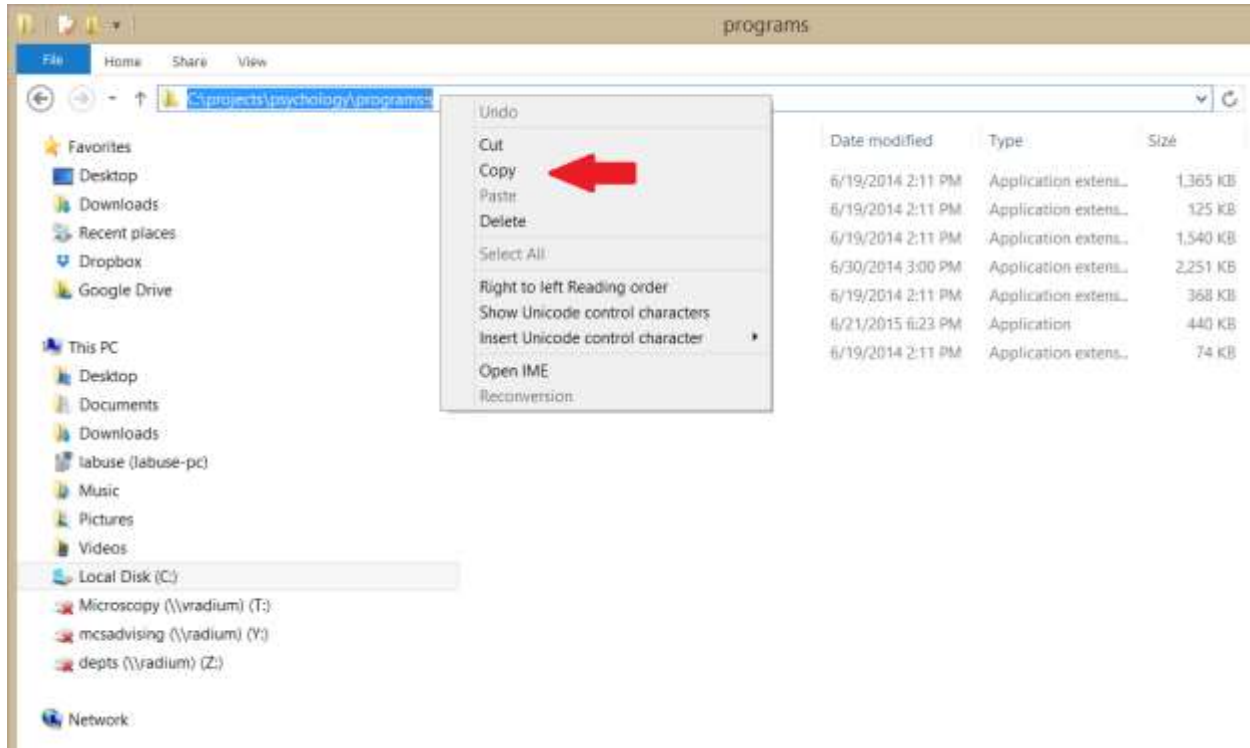 programs
File Home Share View
C:\projects\psychology\programs
Undo
Cut
Copy
Paste
Delete
Select All
Right to left Reading order
Show Unicode control characters
Insert Unicode control character
Open IME
Reconversion
Favorites
Desktop
Downloads
Recent places
Dropbox
Google Drive
This PC
Desktop
Documents
Downloads
labuse (labuse-pc)
Music
Pictures
Videos
Local Disk (C:)
Microscopy (\\vradium) (T:)
mcsadvising (\\radium) (Y:)
depts (\\radium) (Z:)
Network
Date modified Type Size
6/19/2014 2:11 PM Application extens... 1,365 KB
6/19/2014 2:11 PM Application extens... 125 KB
6/19/2014 2:11 PM Application extens... 1,540 KB
6/30/2014 3:00 PM Application extens... 2,251 KB
6/19/2014 2:11 PM Application extens... 368 KB
6/21/2015 6:23 PM Application 440 KB
6/19/2014 2:11 PM Application extens... 74 KB